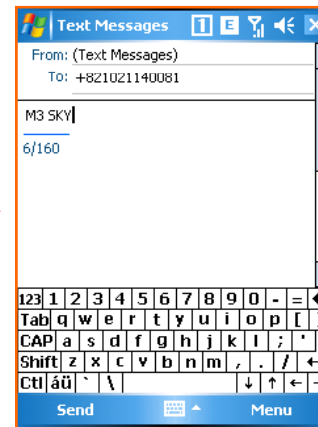 Text Messages 1 E
From: (Text Messages)
To: +821021140081
M3 SKY
6/160
123 1 2 3 4 5 6 7 8 9 0 - =
Tab q w e r t y u i o p [
CAP a s d f g h j k l ; '
Shift z x c v b n m , . /
Ctl áü ` \ ↓ ↑ ←
Send Menu